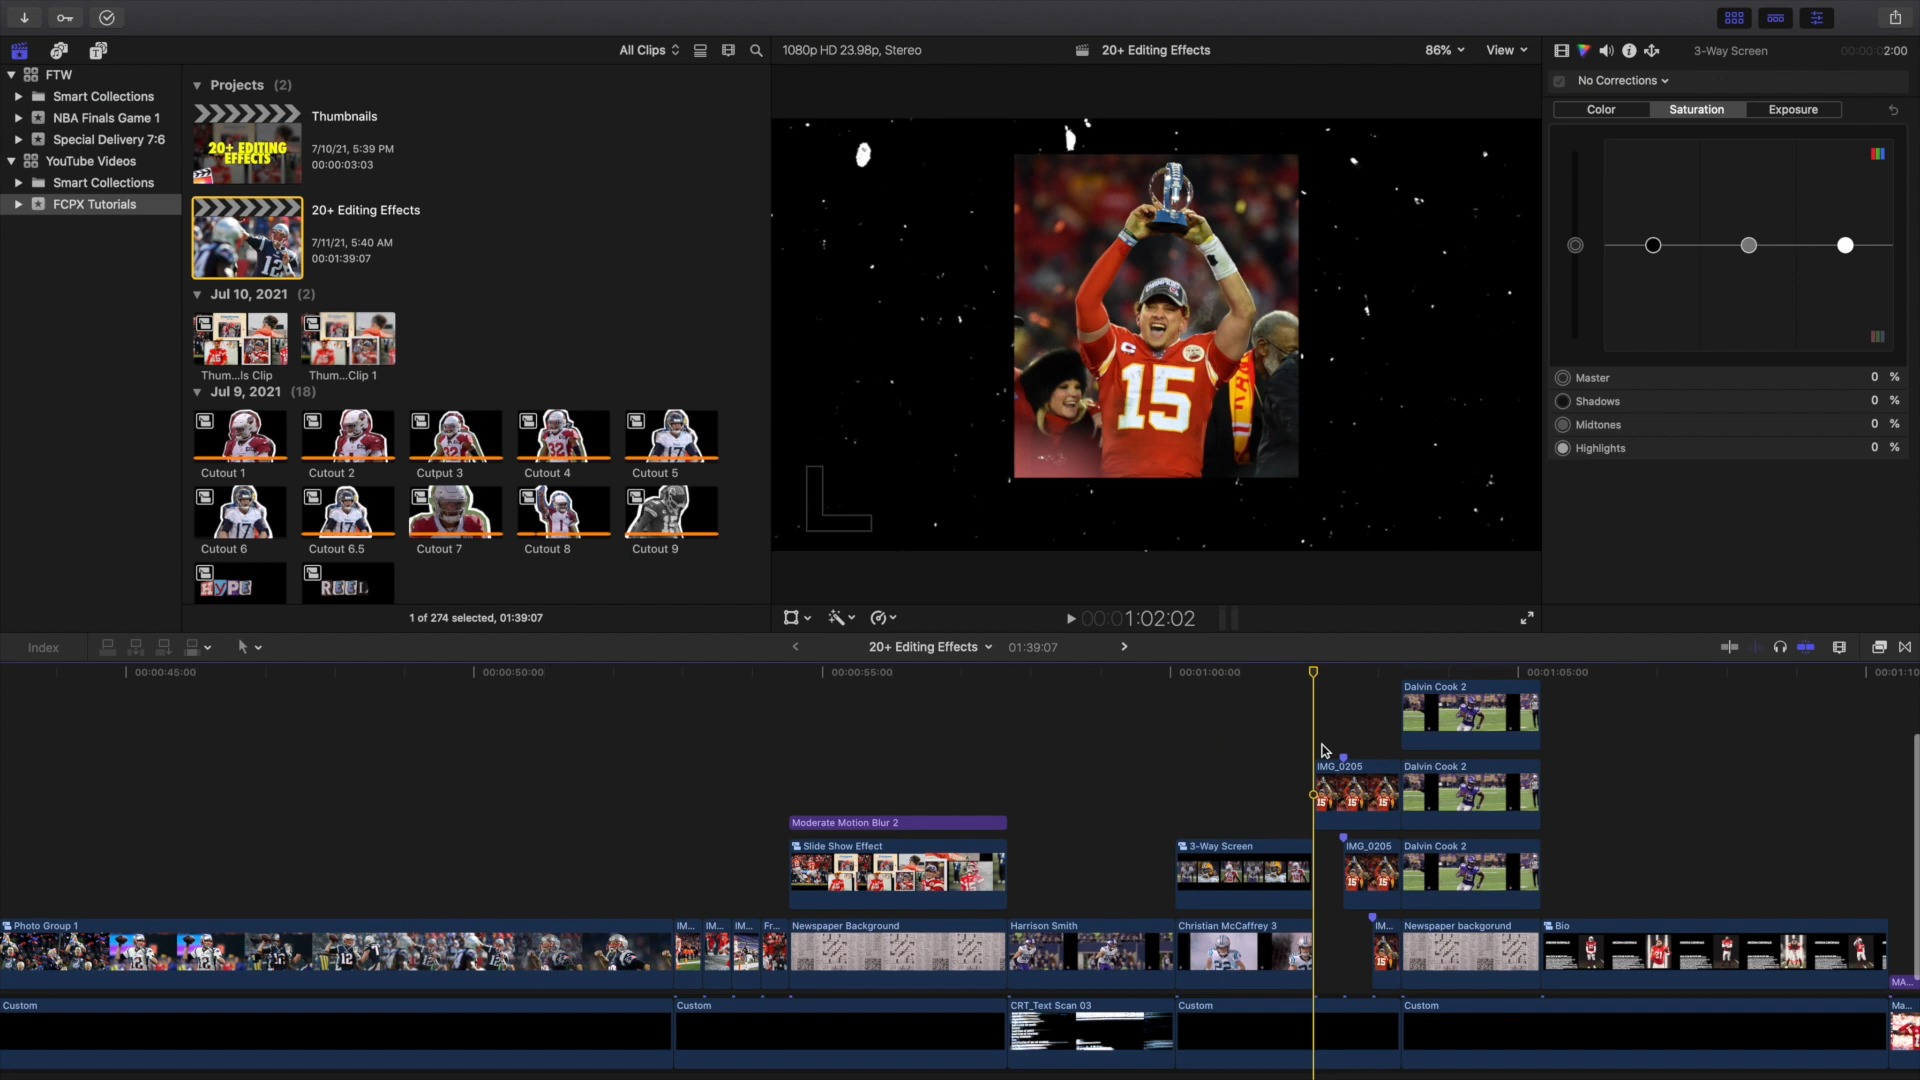 All Clips
1080p HD 23.98p, Stereo
20+ Editing Effects
86%
View
3-Way Screen
00:00:02:00
FTW
Smart Collections
NBA Finals Game 1
Special Delivery 7:6
YouTube Videos
Smart Collections
FCPX Tutorials
Projects (2)
20+ EDITING
EFFECTS
Thumbnails
7/10/21, 5:39 PM
00:00:03:03
20+ Editing Effects
7/11/21, 5:40 AM
00:01:39:07
Jul 10, 2021 (2)
Thum...ls Clip
Thum...Clip 1
Jul 9, 2021 (18)
Cutout 1
Cutout 2
Cutput 3
Cutout 4
Cutout 5
Cutout 6
Cutout 6.5
Cutout 7
Cutout 8
Cutout 9
HYPE
REEL
1 of 274 selected, 01:39:07
CHAMPIONS
15
00:00:1:02:02
No Corrections
Color
Saturation
Exposure
Master 0 %
Shadows 0 %
Midtones 0 %
Highlights 0 %
Index
20+ Editing Effects
01:39:07
00:00:45:00
00:00:50:00
00:00:55:00
00:01:00:00
00:01:05:00
00:01:10
Dalvin Cook 2
IMG_0205
Dalvin Cook 2
Moderate Motion Blur 2
Slide Show Effect
3-Way Screen
IMG_0205
Dalvin Cook 2
Photo Group 1
IM...
IM...
IM...
Fr...
Newspaper Background
Harrison Smith
Christian McCaffrey 3
IM...
Newspaper backgorund
Bio
MA...
Custom
Custom
CRT_Text Scan 03
Custom
Custom
Ma...